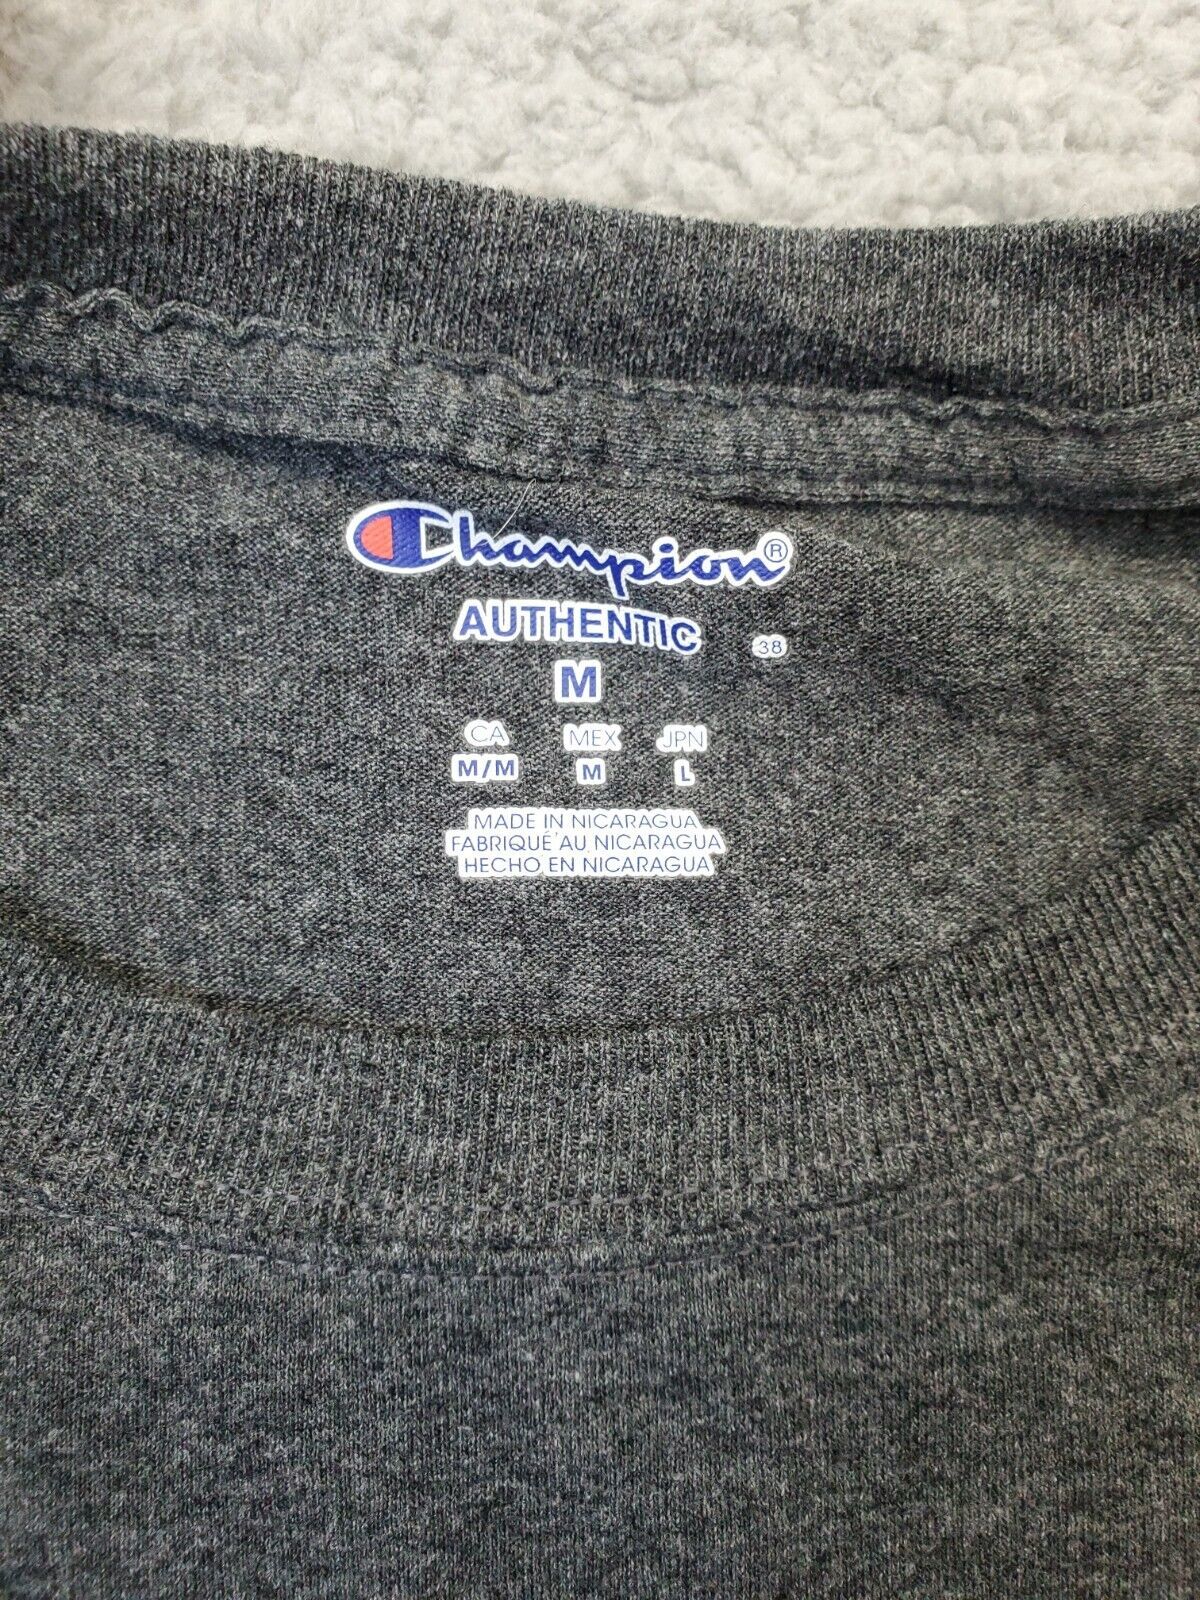 Champion®
AUTHENTIC 38
M
CA MEX JPN
M/M M L
MADE IN NICARAGUA
FABRIQUÉ AU NICARAGUA
HECHO EN NICARAGUA